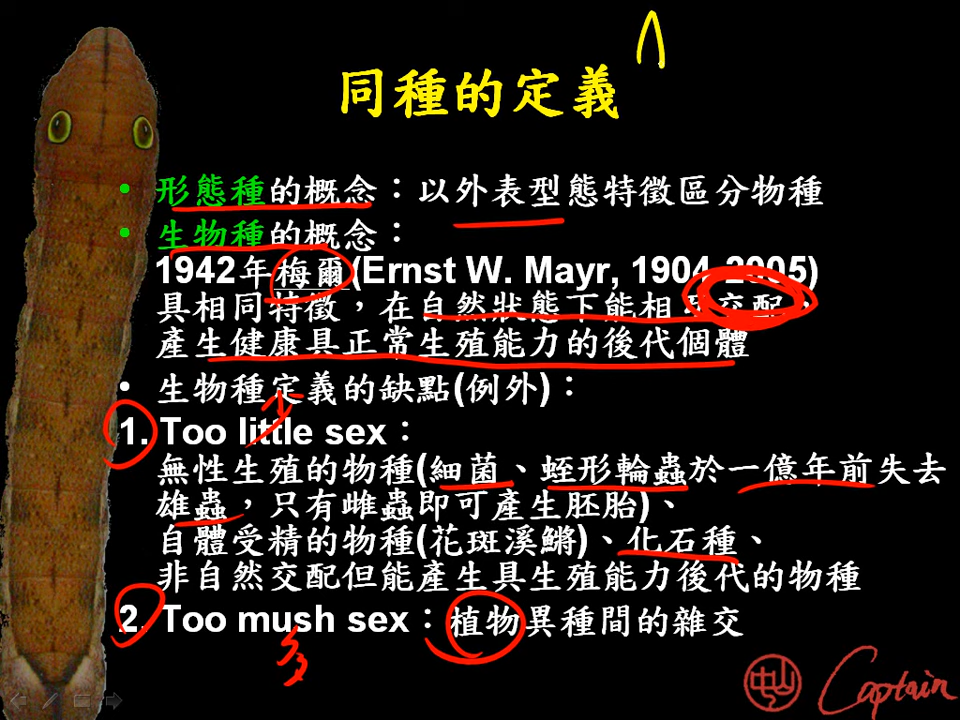 同種的定義
• 形態種的概念：以外表型態特徵區分物種
• 生物種的概念：
1942年梅爾(Ernst W. Mayr, 1904-2005)
具相同特徵，在自然狀態下能相互交配，
產生健康具正常生殖能力的後代個體
• 生物種定義的缺點(例外)：
少
1. Too little sex：
無性生殖的物種(細菌、蛭形輪蟲於一億年前失去
雄蟲，只有雌蟲即可產生胚胎)、
自體受精的物種(花斑溪鱂)、化石種、
非自然交配但能產生具生殖能力後代的物種
2. Too mush sex：植物異種間的雜交
多
中山 Captain